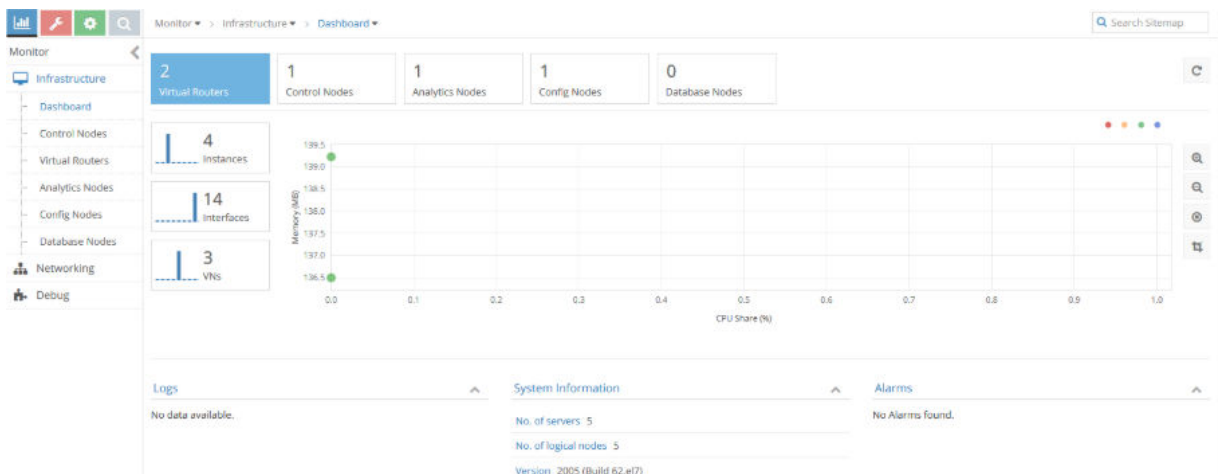 Monitor > Infrastructure > Dashboard
Search Sitemap
Monitor
Infrastructure
Dashboard
Control Nodes
Virtual Routers
Analytics Nodes
Config Nodes
Database Nodes
Networking
Debug
2
Virtual Routers
1
Control Nodes
1
Analytics Nodes
1
Config Nodes
0
Database Nodes
4
Instances
14
Interfaces
3
VNs
Memory (MB)
139.5
139.0
138.5
138.0
137.5
137.0
136.5
0.0 0.1 0.2 0.3 0.4 0.5 0.6 0.7 0.8 0.9 1.0
CPU Share (%)
Logs
No data available.
System Information
No. of servers 5
No. of logical nodes 5
Version 2005 (Build 62.el7)
Alarms
No Alarms found.